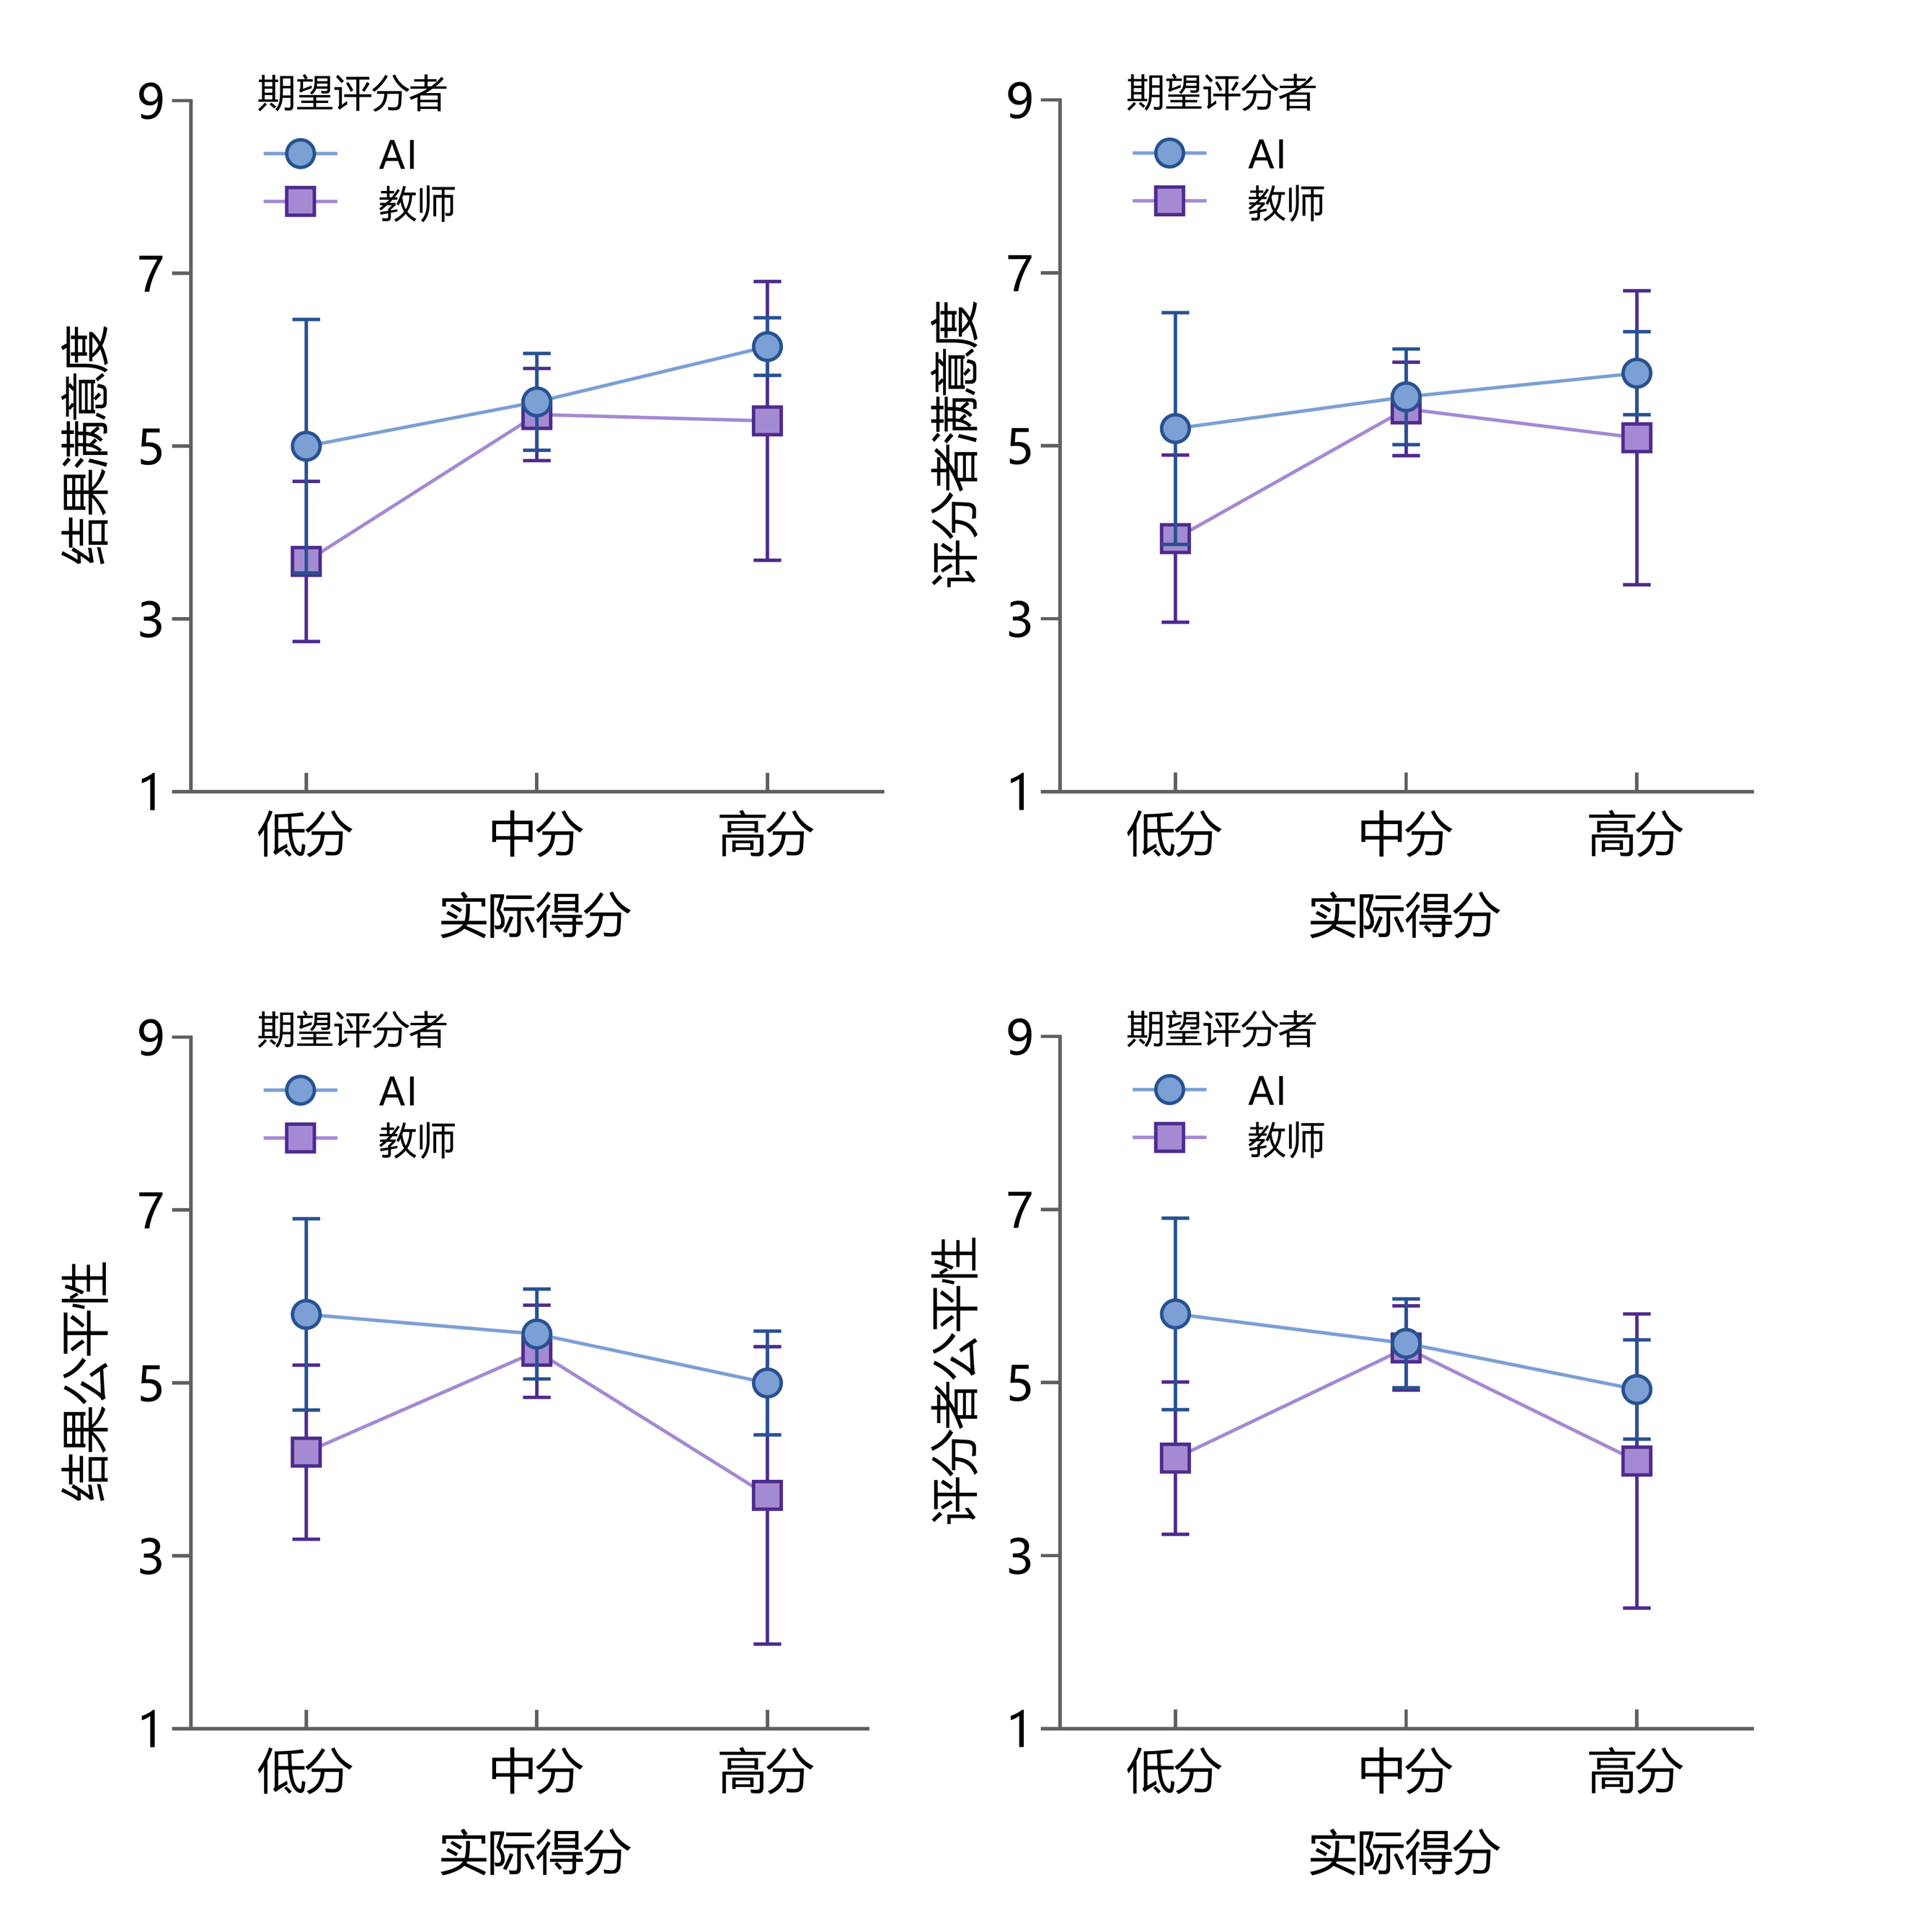 期望评分者
AI
教师
9
7
5
3
1
结果满意度
低分
中分
高分
实际得分
期望评分者
AI
教师
9
7
5
3
1
评分者满意度
低分
中分
高分
实际得分
期望评分者
AI
教师
9
7
5
3
1
结果公平性
低分
中分
高分
实际得分
期望评分者
AI
教师
9
7
5
3
1
评分者公平性
低分
中分
高分
实际得分